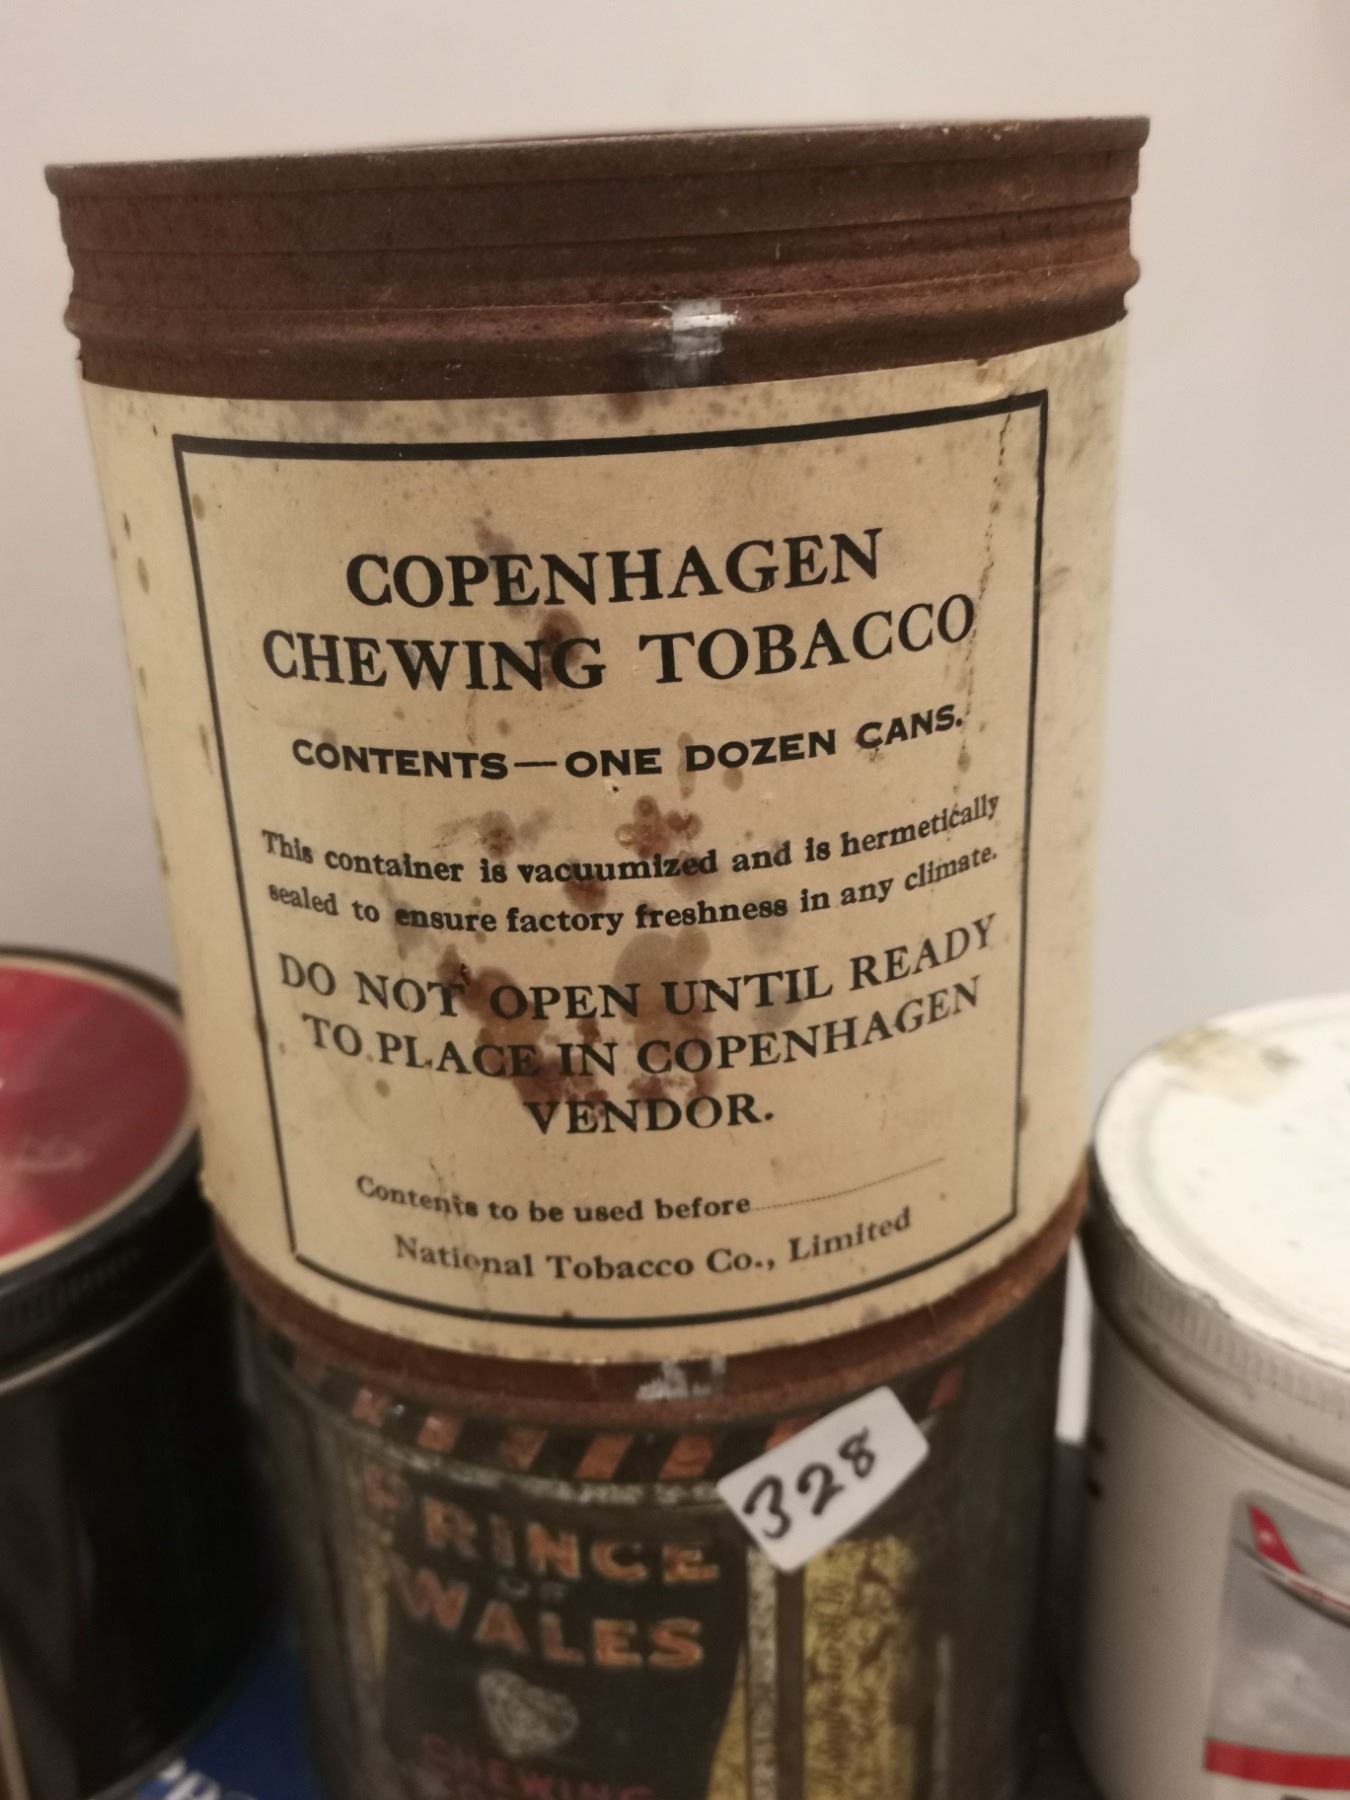 COPENHAGEN
CHEWING TOBACCO
CONTENTS—ONE DOZEN CANS.
This container is vacuumized and is hermetically
sealed to ensure factory freshness in any climate.
DO NOT OPEN UNTIL READY
TO PLACE IN COPENHAGEN
VENDOR.
Contents to be used before
National Tobacco Co., Limited
328
PRINCE
OF
WALES
CHEWING